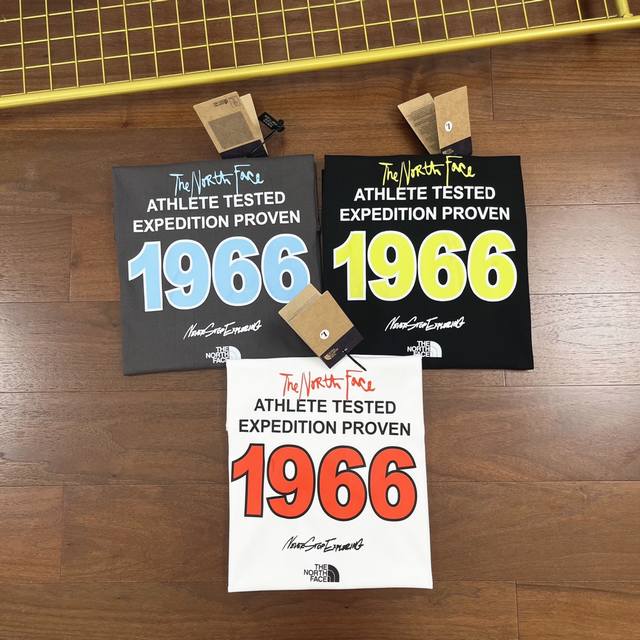 The North Face
ATHLETE TESTED
EXPEDITION PROVEN
1966
NEVER STOP EXPLORING
THE
NORTH
FACE
The North Face
ATHLETE TESTED
EXPEDITION PROVEN
1966
NEVER STOP EXPLORING
THE
NORTH
FACE
The North Face
ATHLETE TESTED
EXPEDITION PROVEN
1966
NEVER STOP EXPLORING
THE
NORTH
FACE